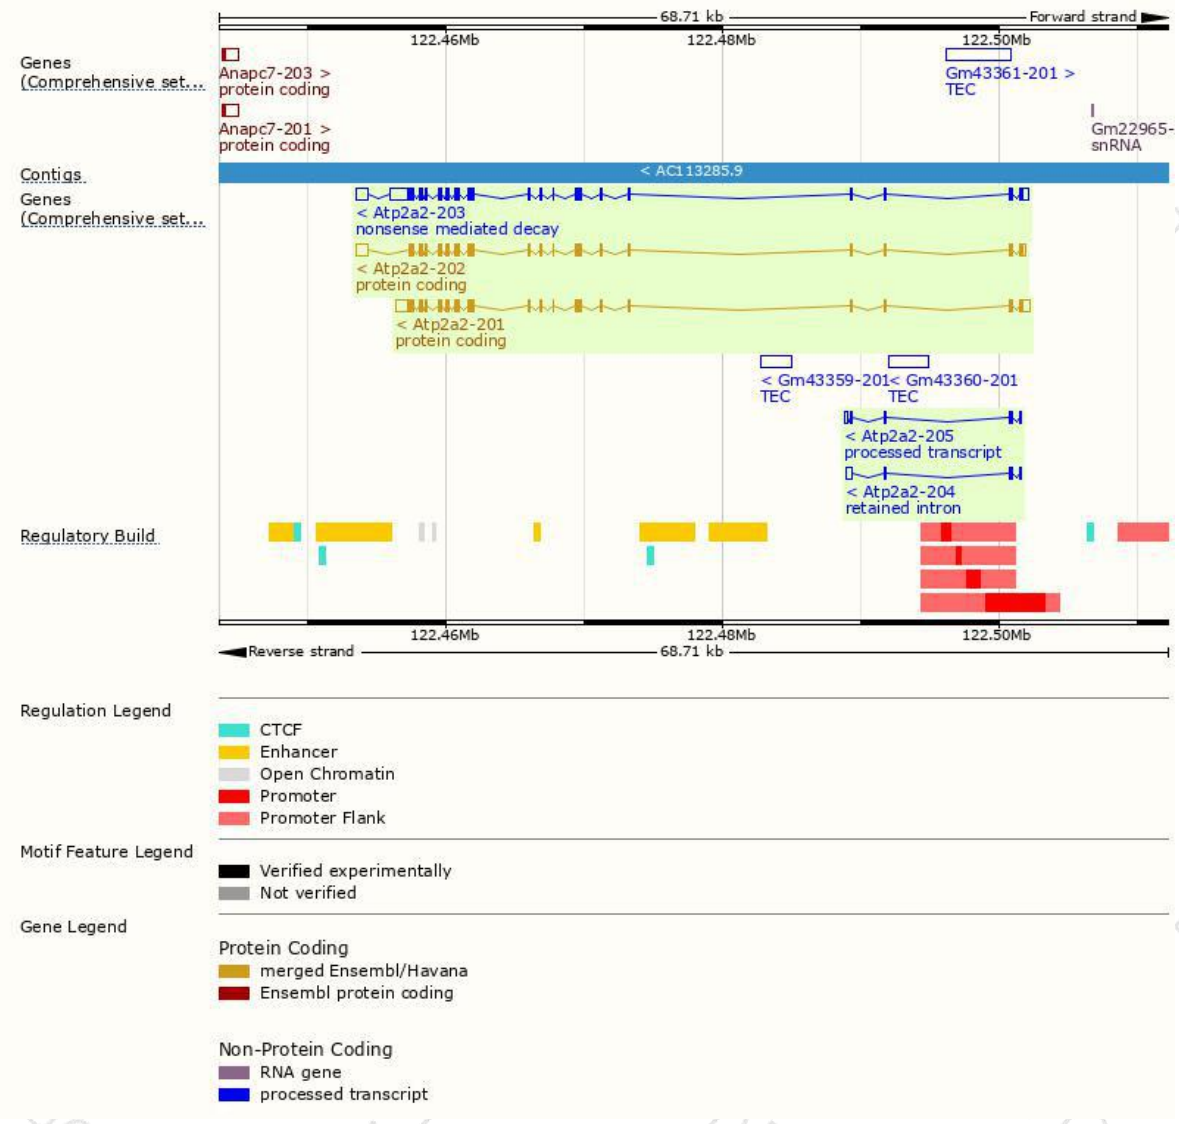 68.71 kb Forward strand
122.46Mb 122.48Mb 122.50Mb
Genes
(Comprehensive set...
Anapc7-203 >
protein coding
Gm43361-201 >
TEC
Anapc7-201 >
protein coding
Gm22965-
snRNA
Contigs
< AC113285.9
Genes
(Comprehensive set...
< Atp2a2-203
nonsense mediated decay
< Atp2a2-202
protein coding
< Atp2a2-201
protein coding
< Gm43359-201 < Gm43360-201
TEC TEC
< Atp2a2-205
processed transcript
< Atp2a2-204
retained intron
Regulatory Build
122.46Mb 122.48Mb 122.50Mb
Reverse strand 68.71 kb
Regulation Legend
CTCF
Enhancer
Open Chromatin
Promoter
Promoter Flank
Motif Feature Legend
Verified experimentally
Not verified
Gene Legend
Protein Coding
merged Ensembl/Havana
Ensembl protein coding
Non-Protein Coding
RNA gene
processed transcript